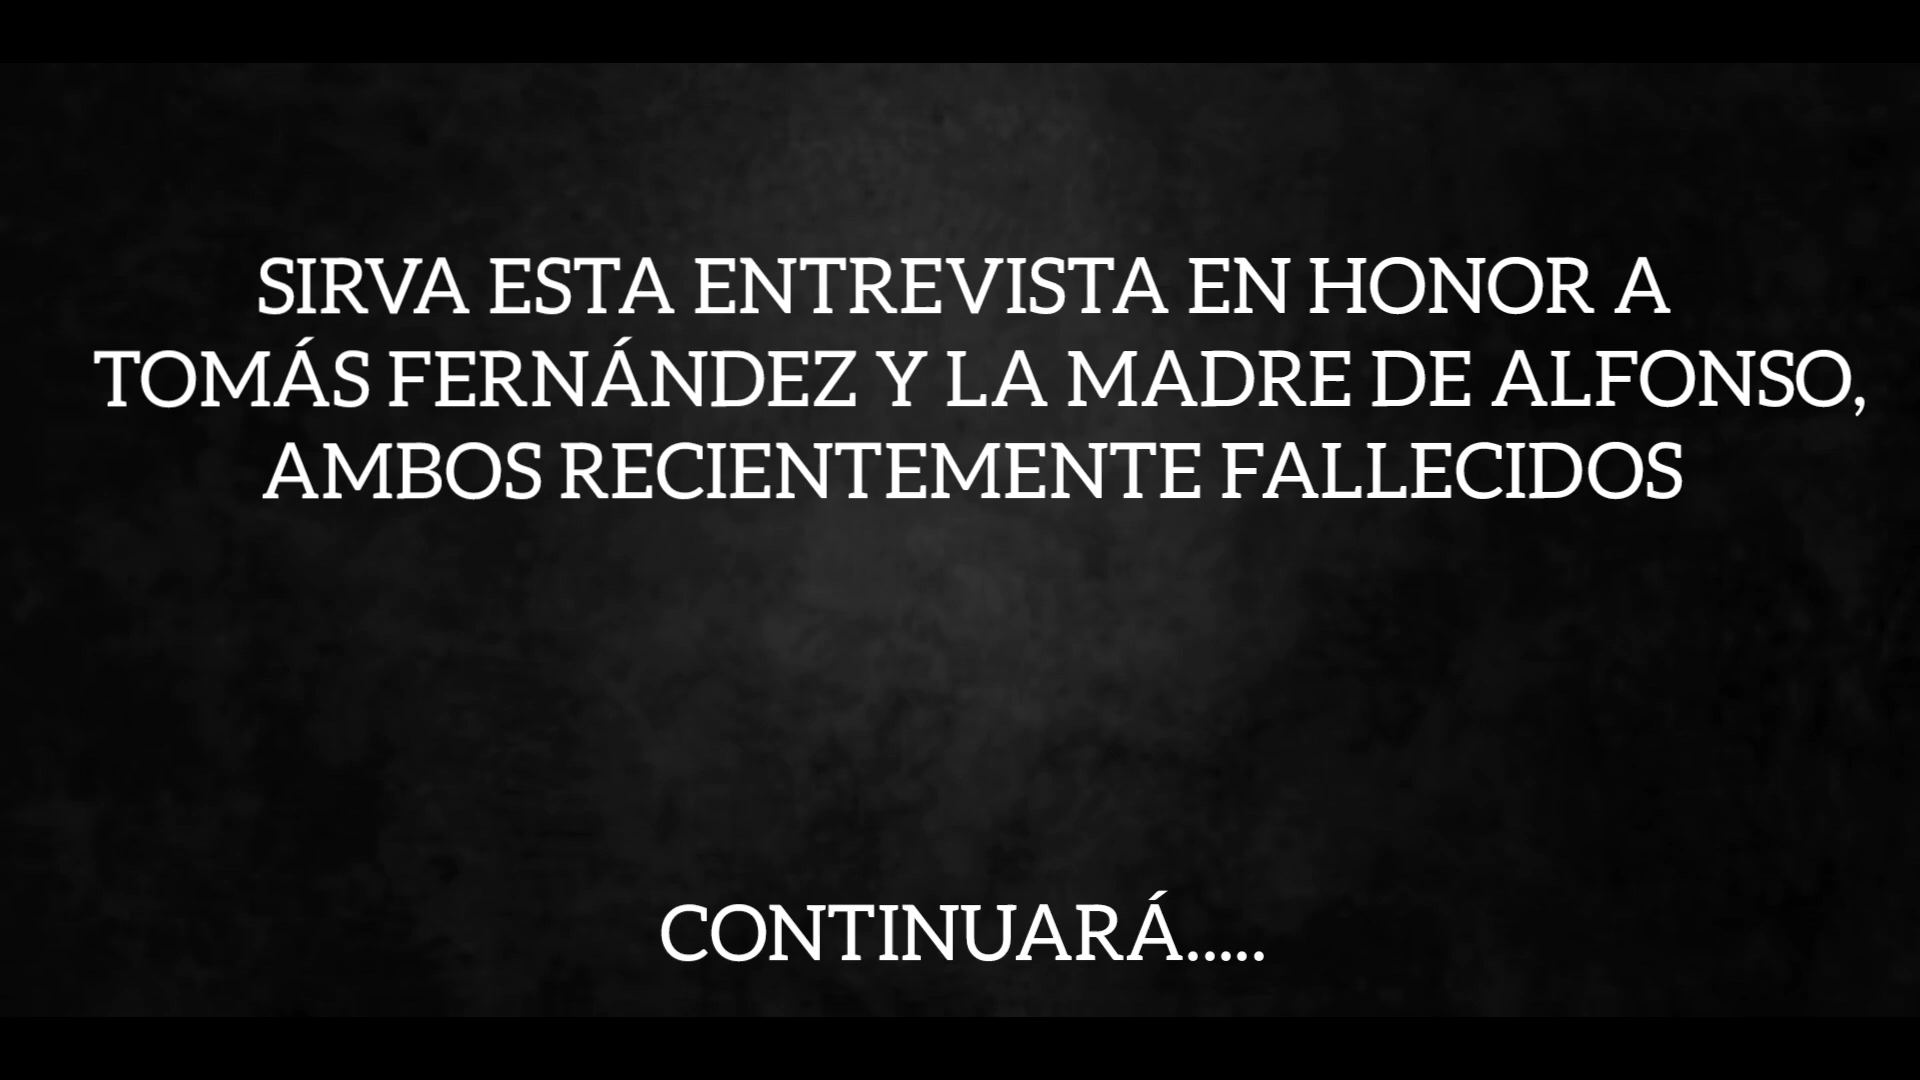 SIRVA ESTA ENTREVISTA EN HONOR A
TOMÁS FERNÁNDEZ Y LA MADRE DE ALFONSO,
AMBOS RECIENTEMENTE FALLECIDOS
CONTINUARÁ.....